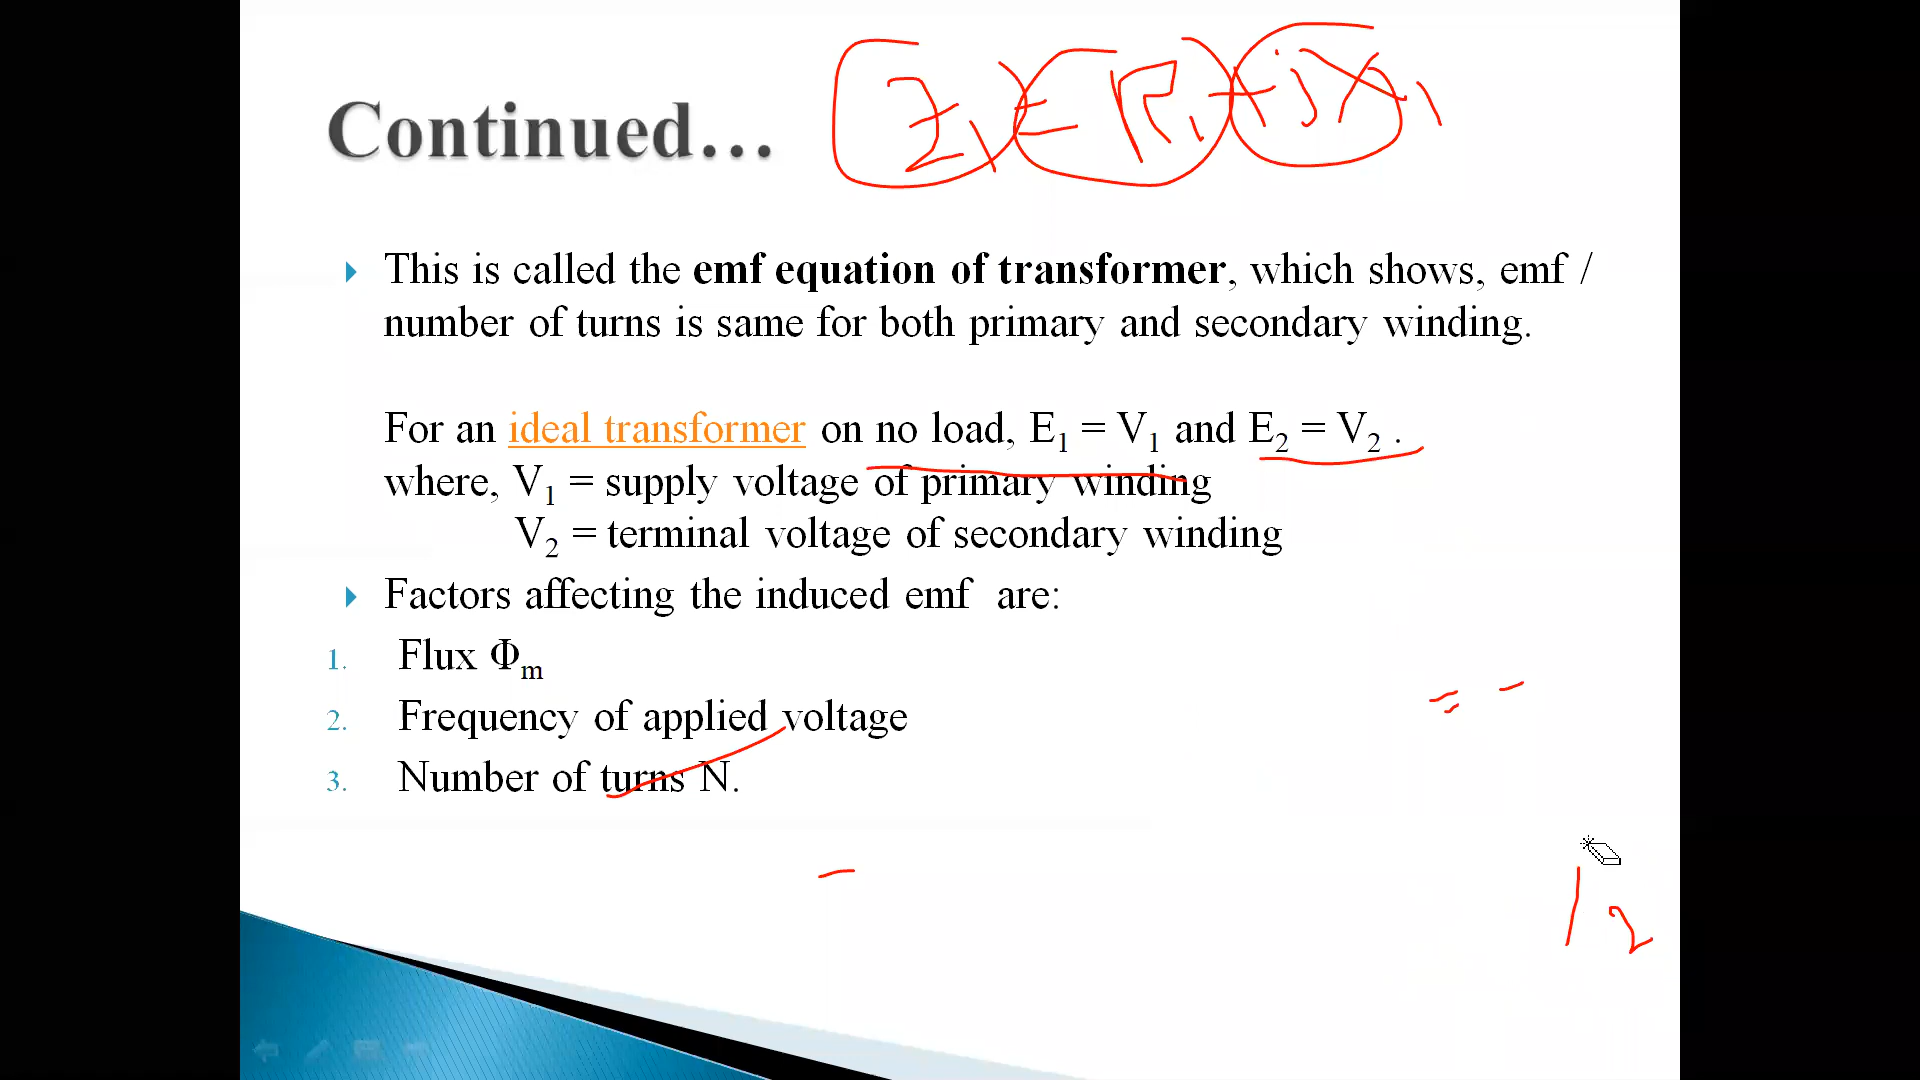 Z₁ = R₁ + jX₁
Continued...
This is called the emf equation of transformer, which shows, emf /
number of turns is same for both primary and secondary winding.
For an ideal transformer on no load, E₁ = V₁ and E₂ = V₂ .
where, V₁ = supply voltage of primary winding
V₂ = terminal voltage of secondary winding
Factors affecting the induced emf are:
1. Flux Φₘ
2. Frequency of applied voltage
3. Number of turns N.